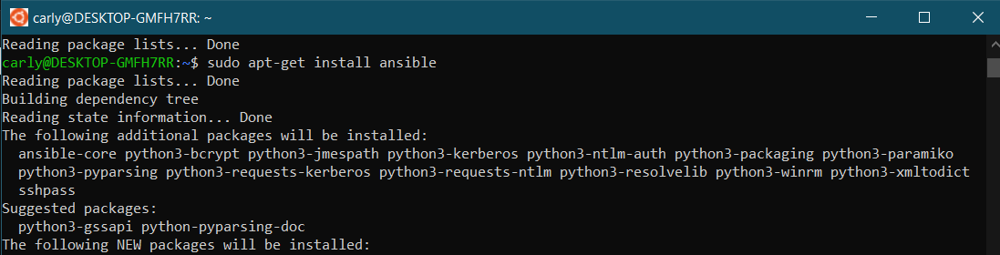 carly@DESKTOP-GMFH7RR: ~
Reading package lists... Done
carly@DESKTOP-GMFH7RR:~$ sudo apt-get install ansible
Reading package lists... Done
Building dependency tree
Reading state information... Done
The following additional packages will be installed:
  ansible-core python3-bcrypt python3-jmespath python3-kerberos python3-ntlm-auth python3-packaging python3-paramiko
  python3-pyparsing python3-requests-kerberos python3-requests-ntlm python3-resolvelib python3-winrm python3-xmltodict
  sshpass
Suggested packages:
  python3-gssapi python-pyparsing-doc
The following NEW packages will be installed: